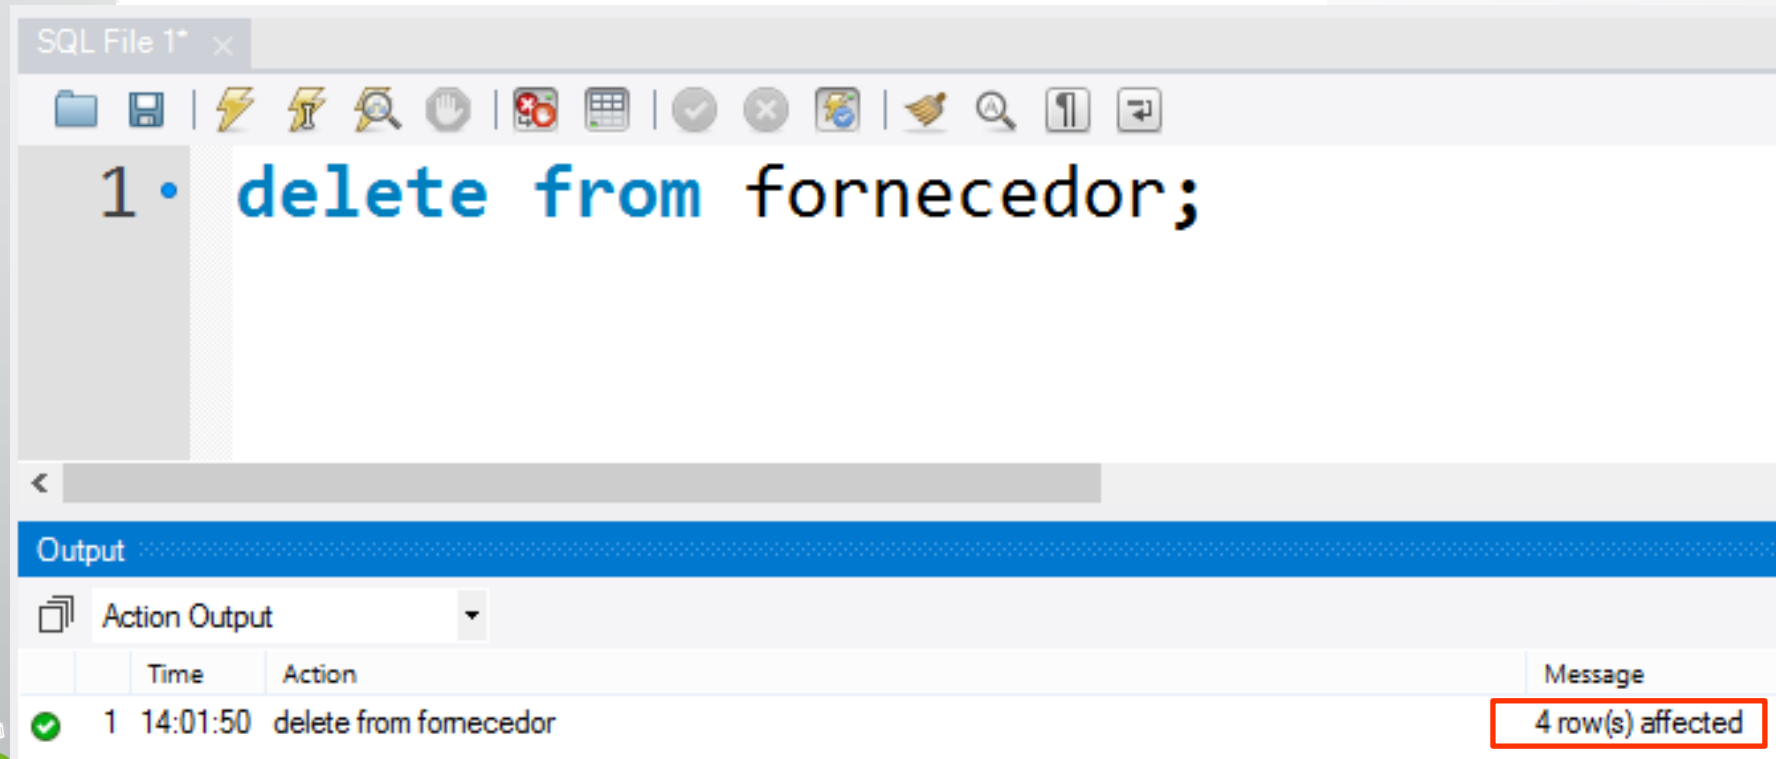 SQL File 1*
1 delete from fornecedor;
Output
Action Output
Time Action Message
1 14:01:50 delete from fornecedor 4 row(s) affected